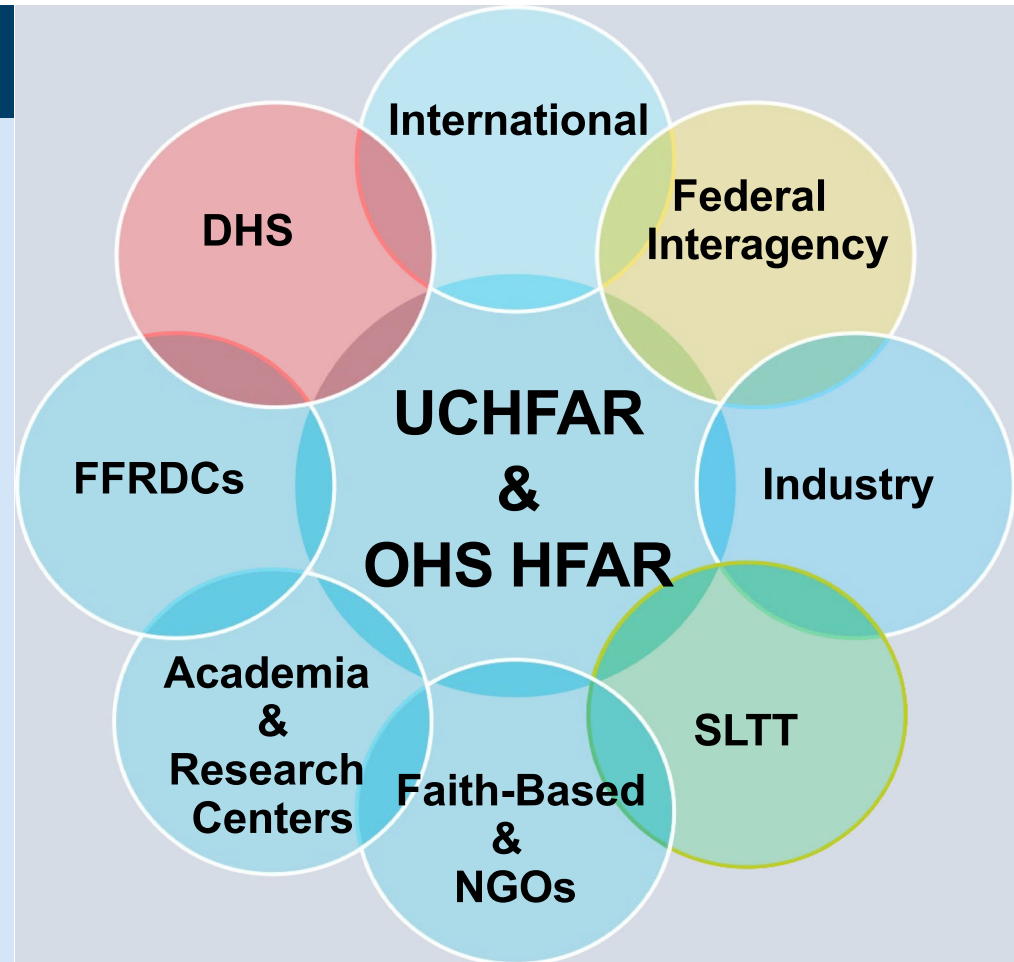 International
Federal
Interagency
DHS
UCHFAR
&
OHS HFAR
FFRDCs
Industry
Academia
&
Research
Centers
Faith-Based
&
NGOs
SLTT